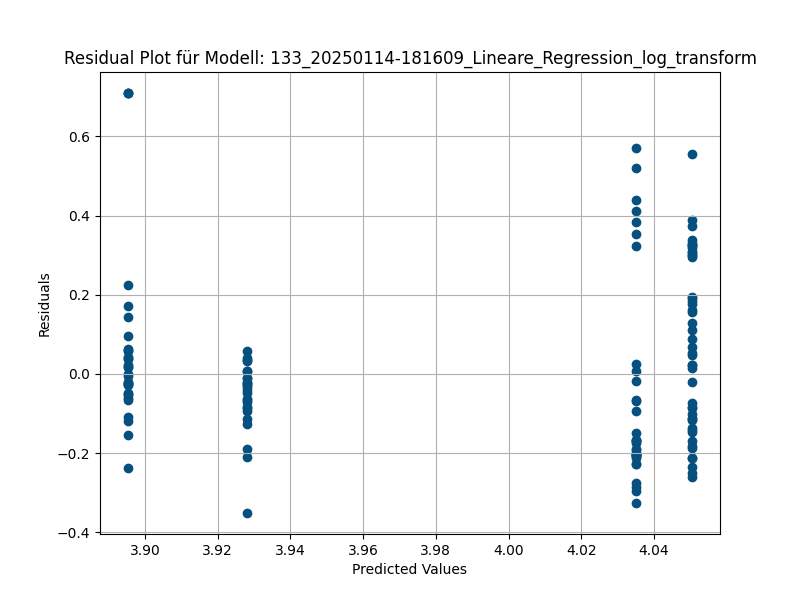 Residual Plot für Modell: 133_20250114-181609_Lineare_Regression_log_transform
Residuals
0.6
0.4
0.2
0.0
−0.2
−0.4
3.90 3.92 3.94 3.96 3.98 4.00 4.02 4.04
Predicted Values